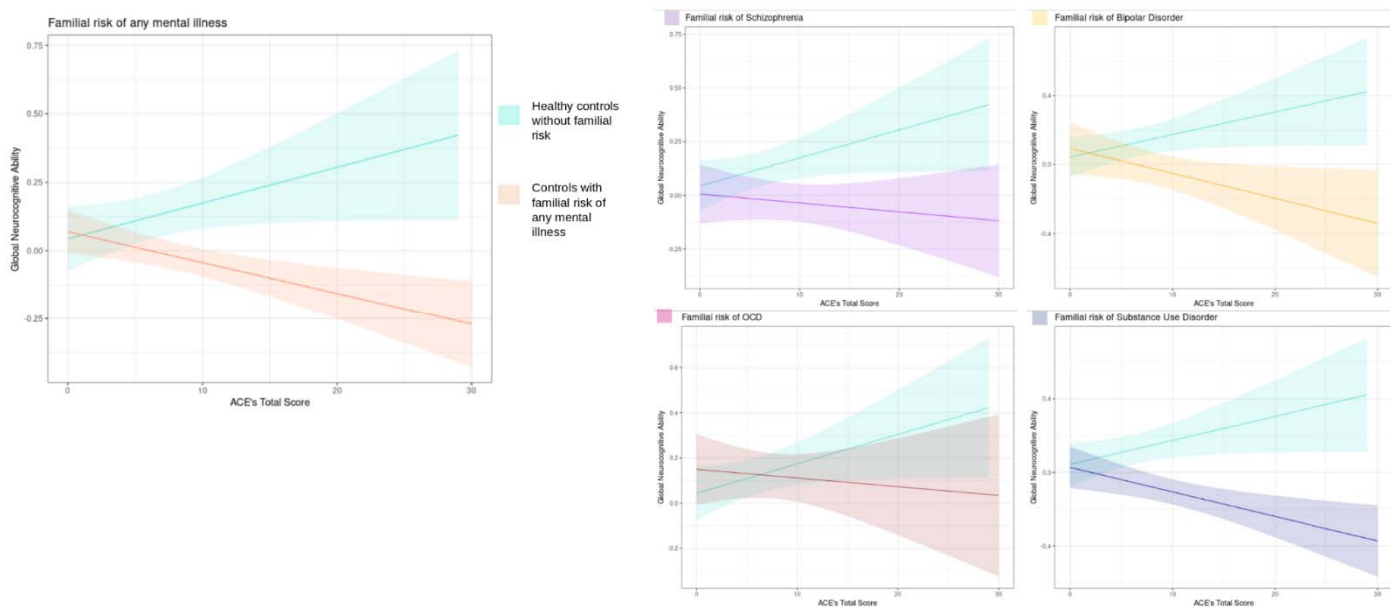 Familial risk of any mental illness
0.75
0.50
0.25
0.00
-0.25
Global Neurocognitive Ability
0
10
20
30
ACE's Total Score
Healthy controls
without familial
risk
Controls with
familial risk of
any mental
illness
Familial risk of Schizophrenia
0.75
0.50
0.25
0.00
-0.25
Global Neurocognitive Ability
0
10
20
30
ACE's Total Score
Familial risk of Bipolar Disorder
0.4
0.0
-0.4
Global Neurocognitive Ability
0
10
20
30
ACE's Total Score
Familial risk of OCD
0.6
0.4
0.2
0.0
-0.2
Global Neurocognitive Ability
0
10
20
30
ACE's Total Score
Familial risk of Substance Use Disorder
0.4
0.0
-0.4
Global Neurocognitive Ability
0
10
20
30
ACE's Total Score